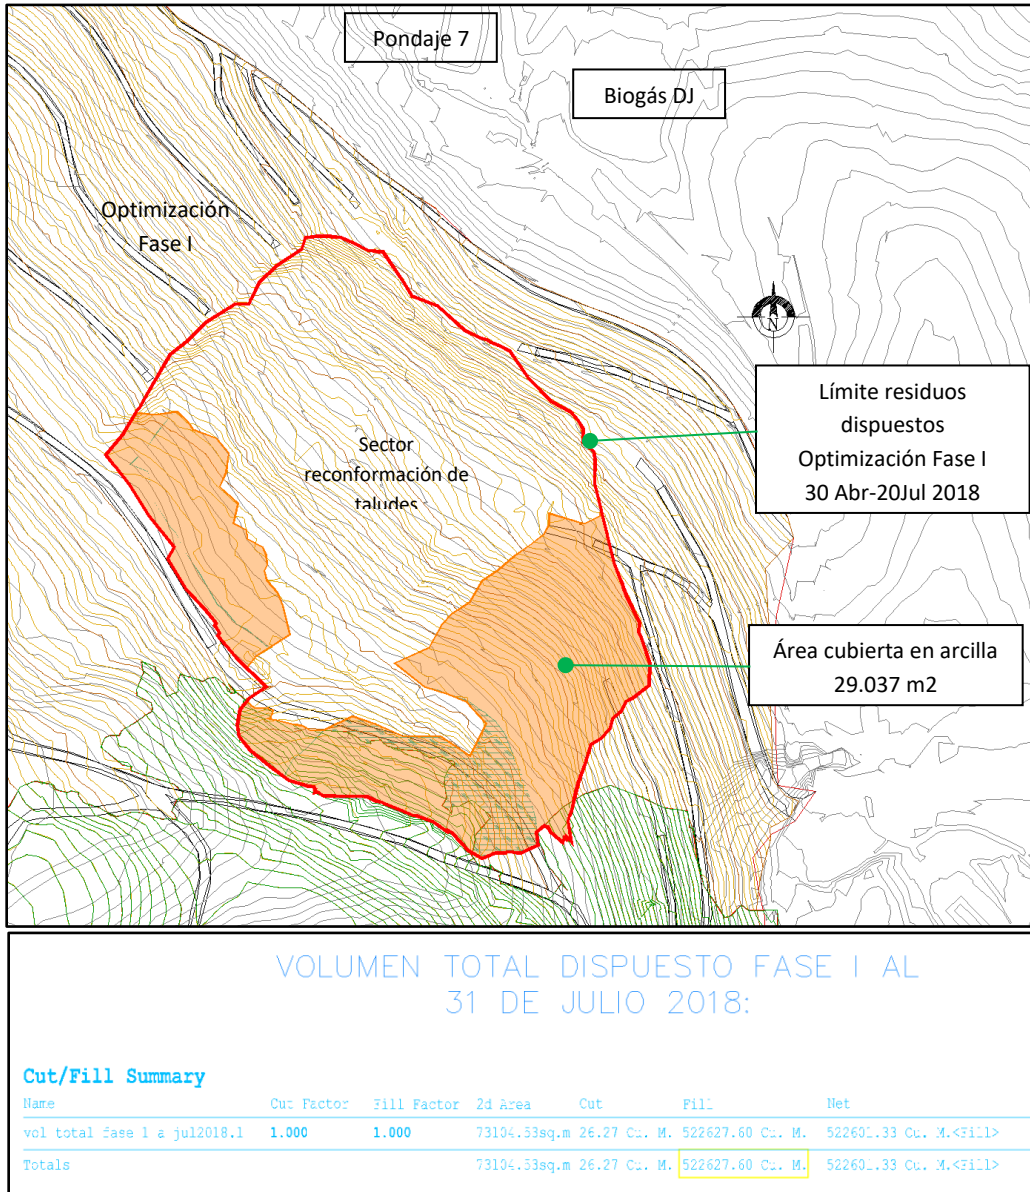 Pondaje 7
Biogás DJ
Optimización
Fase I
N
Límite residuos
dispuestos
Optimización Fase I
30 Abr-20Jul 2018
Sector
reconformación de
taludes
Área cubierta en arcilla
29.037 m2
VOLUMEN TOTAL DISPUESTO FASE I AL
31 DE JULIO 2018:
Cut/Fill Summary
Name Cut Factor Fill Factor 2d Area Cut Fill Net
vol total fase 1 a jul2018.1 1.000 1.000 73104.53sq.m 26.27 Cu. M. 522627.60 Cu. M. 522601.33 Cu. M.<Fill>
Totals 73104.53sq.m 26.27 Cu. M. 522627.60 Cu. M. 522601.33 Cu. M.<Fill>